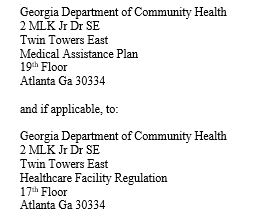 Georgia Department of Community Health
2 MLK Jr Dr SE
Twin Towers East
Medical Assistance Plan
19th Floor
Atlanta Ga 30334
and if applicable, to:
Georgia Department of Community Health
2 MLK Jr Dr SE
Twin Towers East
Healthcare Facility Regulation
17th Floor
Atlanta Ga 30334